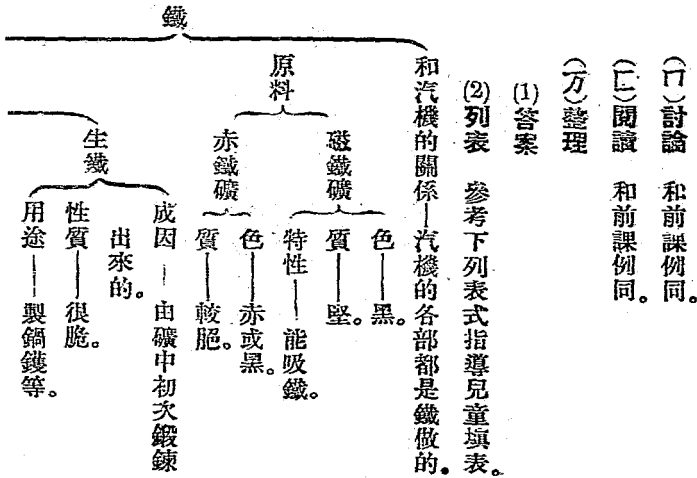 (ㄇ)討論 和前課例同。
(ㄈ)閱讀 和前課例同。
(ㄪ)整理
(1)答案
(2)列表 參考下列表式指導兒童填表。
鐵
和汽機的關係—汽機的各部都是鐵做的。
原料
磁鐵礦
色——黑。
質——堅。
特性—能吸鐵。
赤鐵礦
色——赤或黑。
質——較脆。
生鐵
成因—由礦中初次鍛鍊
出來的。
性質——很脆。
用途——製鍋鑊等。